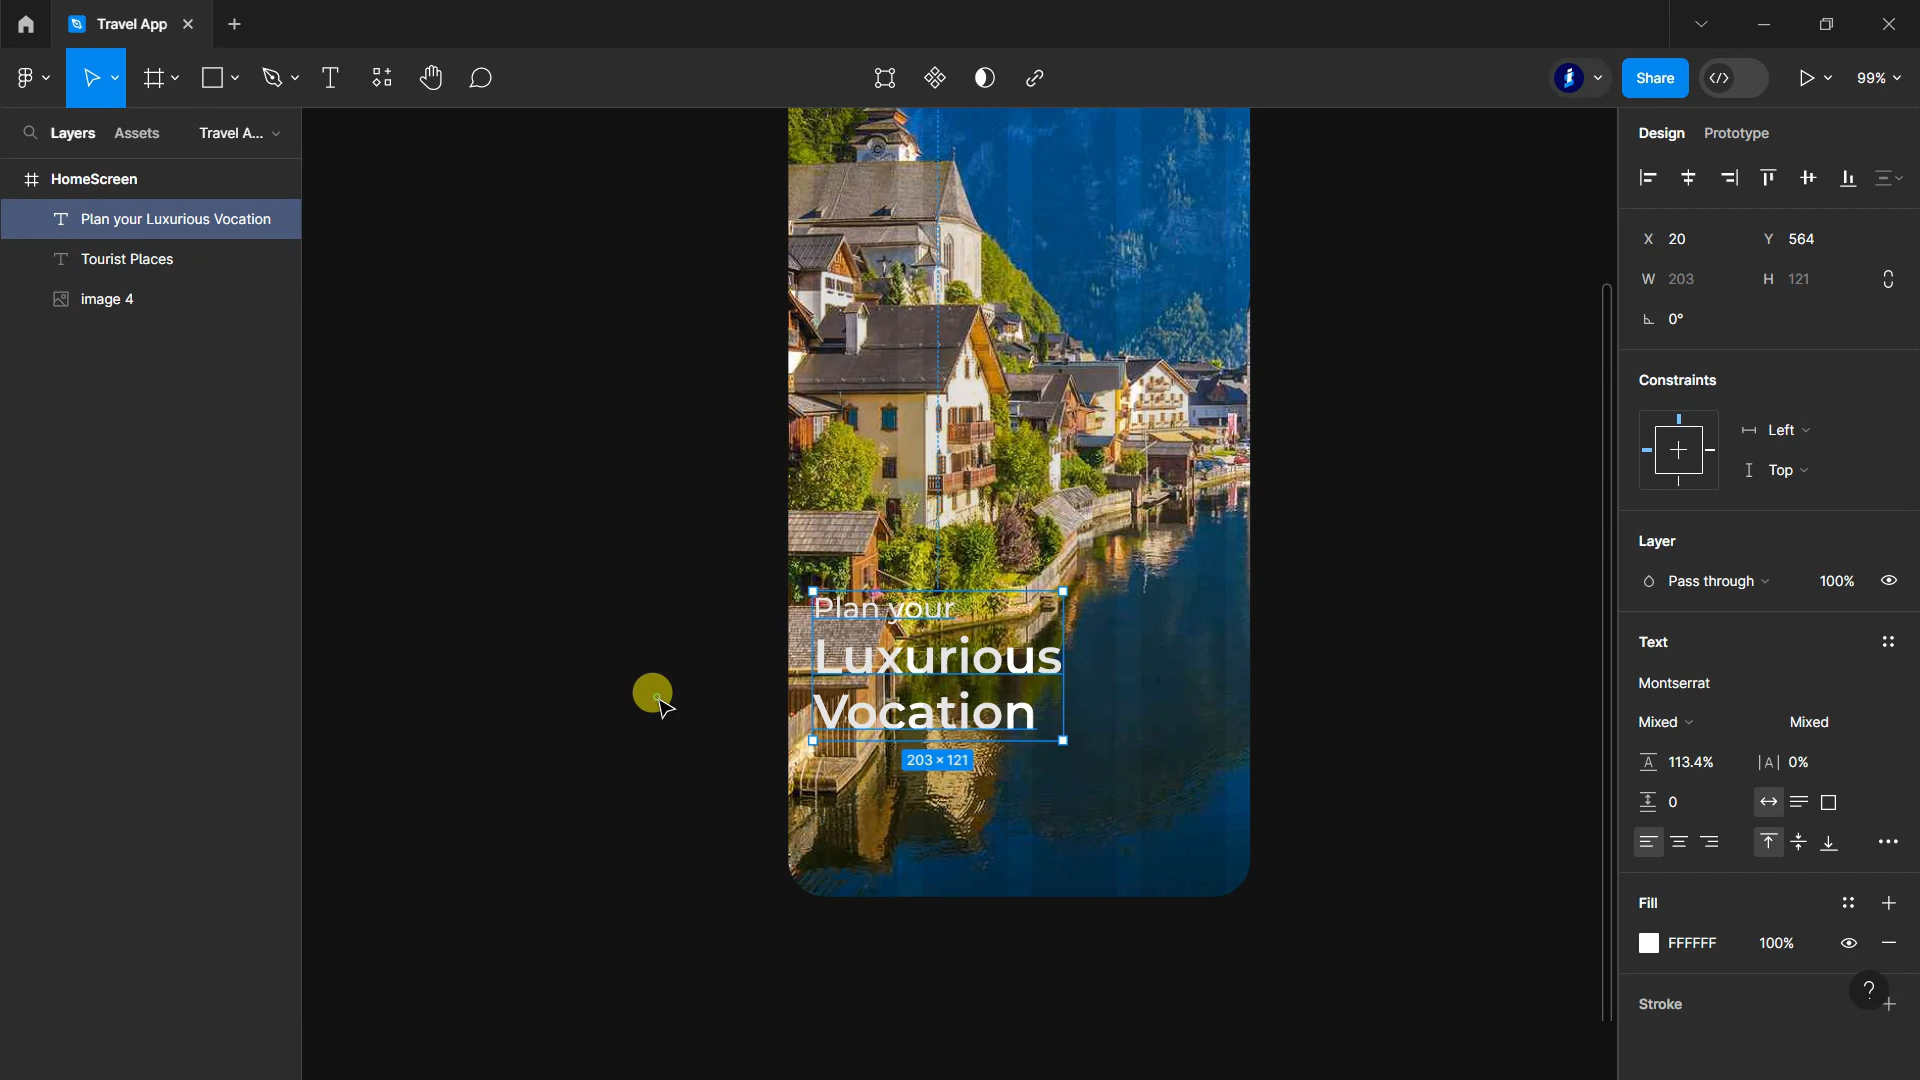 Travel App
Share
99%
Layers
Assets
Travel A...
HomeScreen
Plan your Luxurious Vocation
Tourist Places
image 4
Plan your
Luxurious
Vocation
203 × 121
Design
Prototype
X 20
Y 564
W 203
H 121
0°
Constraints
Left
Top
Layer
Pass through
100%
Text
Montserrat
Mixed
Mixed
113.4%
|A| 0%
0
Fill
FFFFFF
100%
Stroke
?